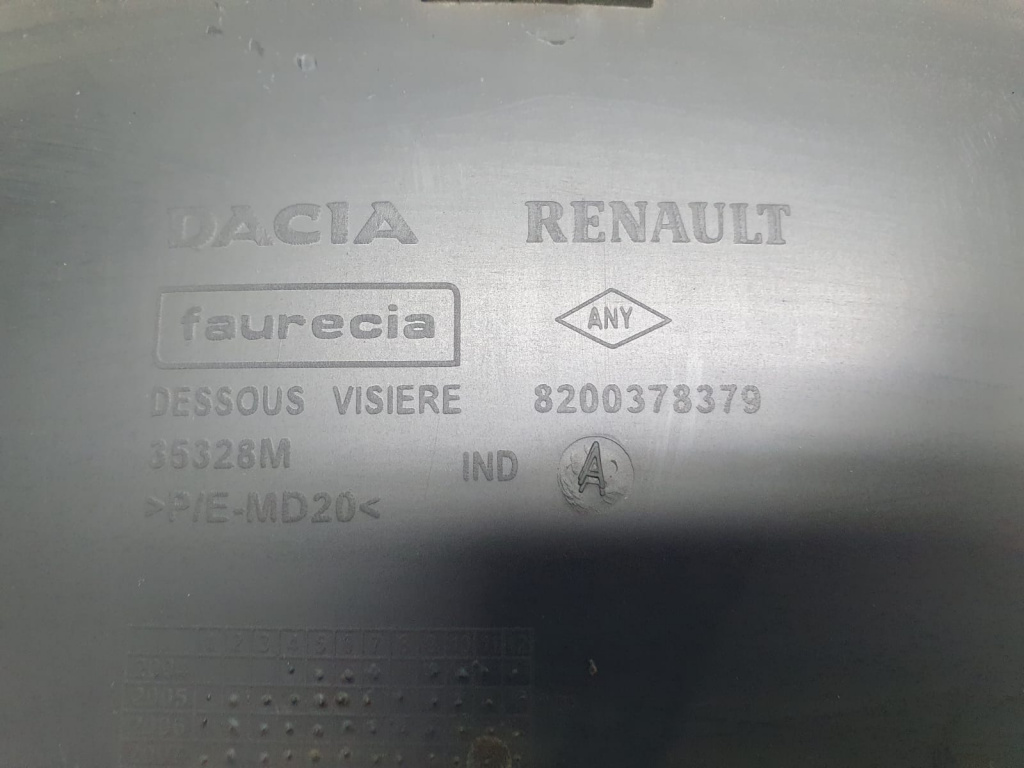 DACIA RENAULT
faurecia ANY
DESSOUS VISIERE 8200378379
35328M IND A
>P/E-MD20<